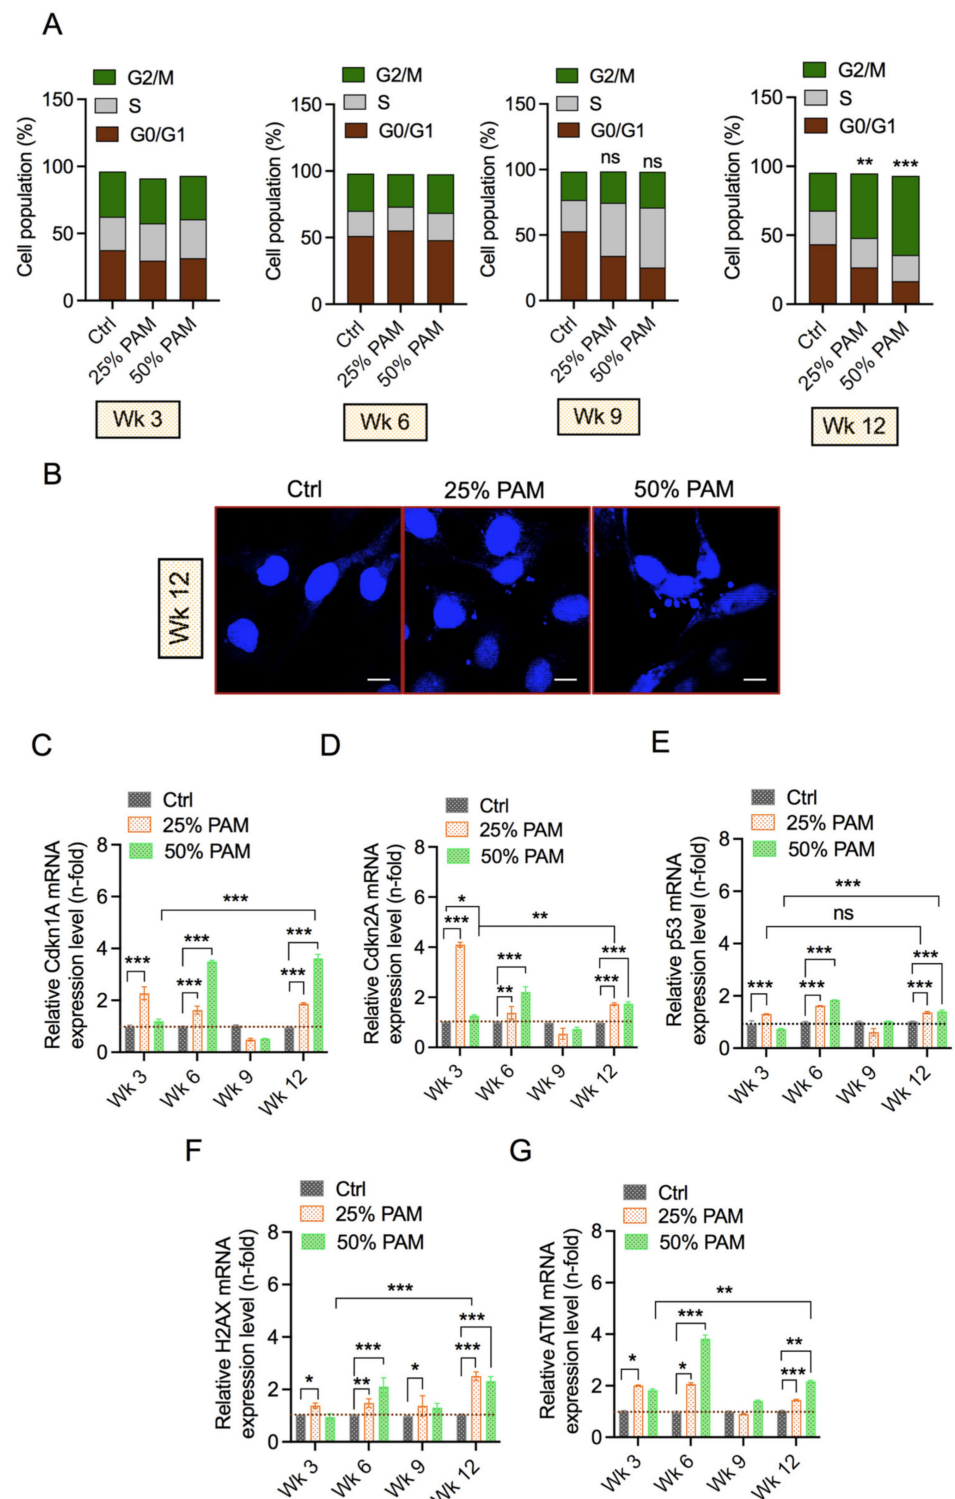 A
G2/M
S
G0/G1
Cell population (%)
150
100
50
0
Ctrl
25% PAM
50% PAM
Wk 3
G2/M
S
G0/G1
Cell population (%)
150
100
50
0
Ctrl
25% PAM
50% PAM
Wk 6
G2/M
S
G0/G1
Cell population (%)
150
100
50
0
ns
ns
Ctrl
25% PAM
50% PAM
Wk 9
G2/M
S
G0/G1
Cell population (%)
150
100
50
0
**
***
Ctrl
25% PAM
50% PAM
Wk 12
B
Ctrl
25% PAM
50% PAM
Wk 12
C
Ctrl
25% PAM
50% PAM
Relative Cdkn1A mRNA
expression level (n-fold)
8
6
4
2
0
***
***
***
***
***
***
Wk 3
Wk 6
Wk 9
Wk 12
D
Ctrl
25% PAM
50% PAM
Relative Cdkn2A mRNA
expression level (n-fold)
8
6
4
2
0
*
***
**
***
**
***
***
Wk 3
Wk 6
Wk 9
Wk 12
E
Ctrl
25% PAM
50% PAM
Relative p53 mRNA
expression level (n-fold)
8
6
4
2
0
***
ns
***
***
***
***
***
Wk 3
Wk 6
Wk 9
Wk 12
F
Ctrl
25% PAM
50% PAM
Relative H2AX mRNA
expression level (n-fold)
8
6
4
2
0
***
*
***
**
*
***
***
Wk 3
Wk 6
Wk 9
Wk 12
G
Ctrl
25% PAM
50% PAM
Relative ATM mRNA
expression level (n-fold)
8
6
4
2
0
**
*
***
*
**
***
Wk 3
Wk 6
Wk 9
Wk 12